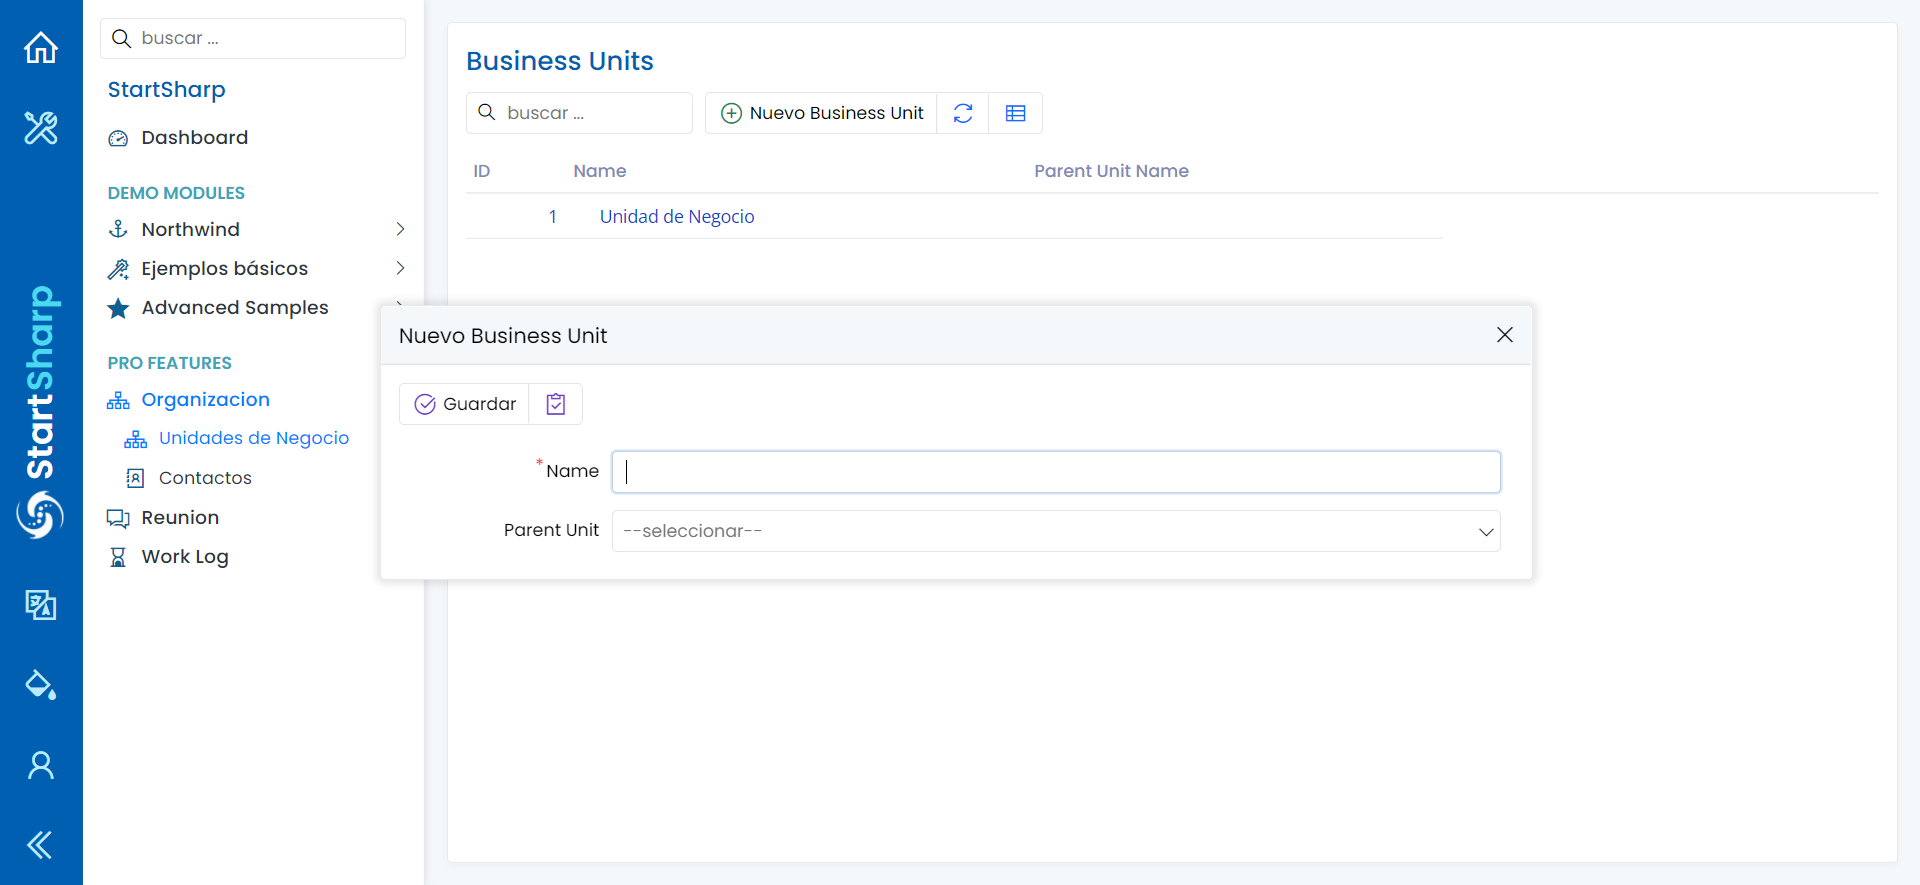 buscar ...
StartSharp
Dashboard
DEMO MODULES
Northwind
Ejemplos básicos
Advanced Samples
PRO FEATURES
Organizacion
Unidades de Negocio
Contactos
Reunion
Work Log
StartSharp
Business Units
buscar ...
Nuevo Business Unit
ID Name Parent Unit Name
1 Unidad de Negocio
Nuevo Business Unit
Guardar
* Name
Parent Unit --seleccionar--